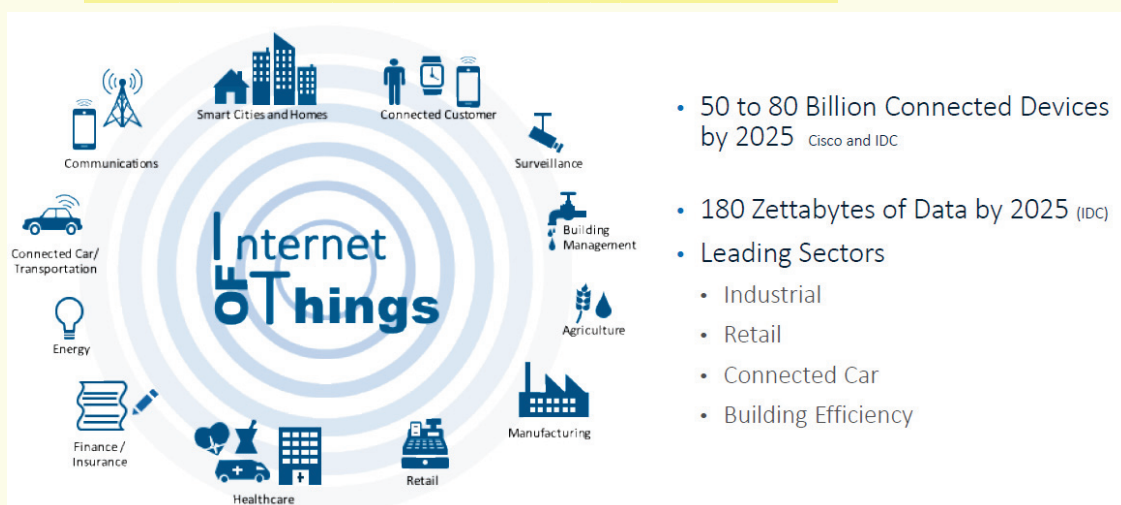 Smart Cities and Homes
Connected Customer
Communications
Surveillance
Connected Car/
Transportation
Building
Management
Internet
OF Things
Energy
Agriculture
Finance /
Insurance
Manufacturing
Healthcare
Retail
• 50 to 80 Billion Connected Devices
by 2025 Cisco and IDC
• 180 Zettabytes of Data by 2025 (IDC)
• Leading Sectors
• Industrial
• Retail
• Connected Car
• Building Efficiency